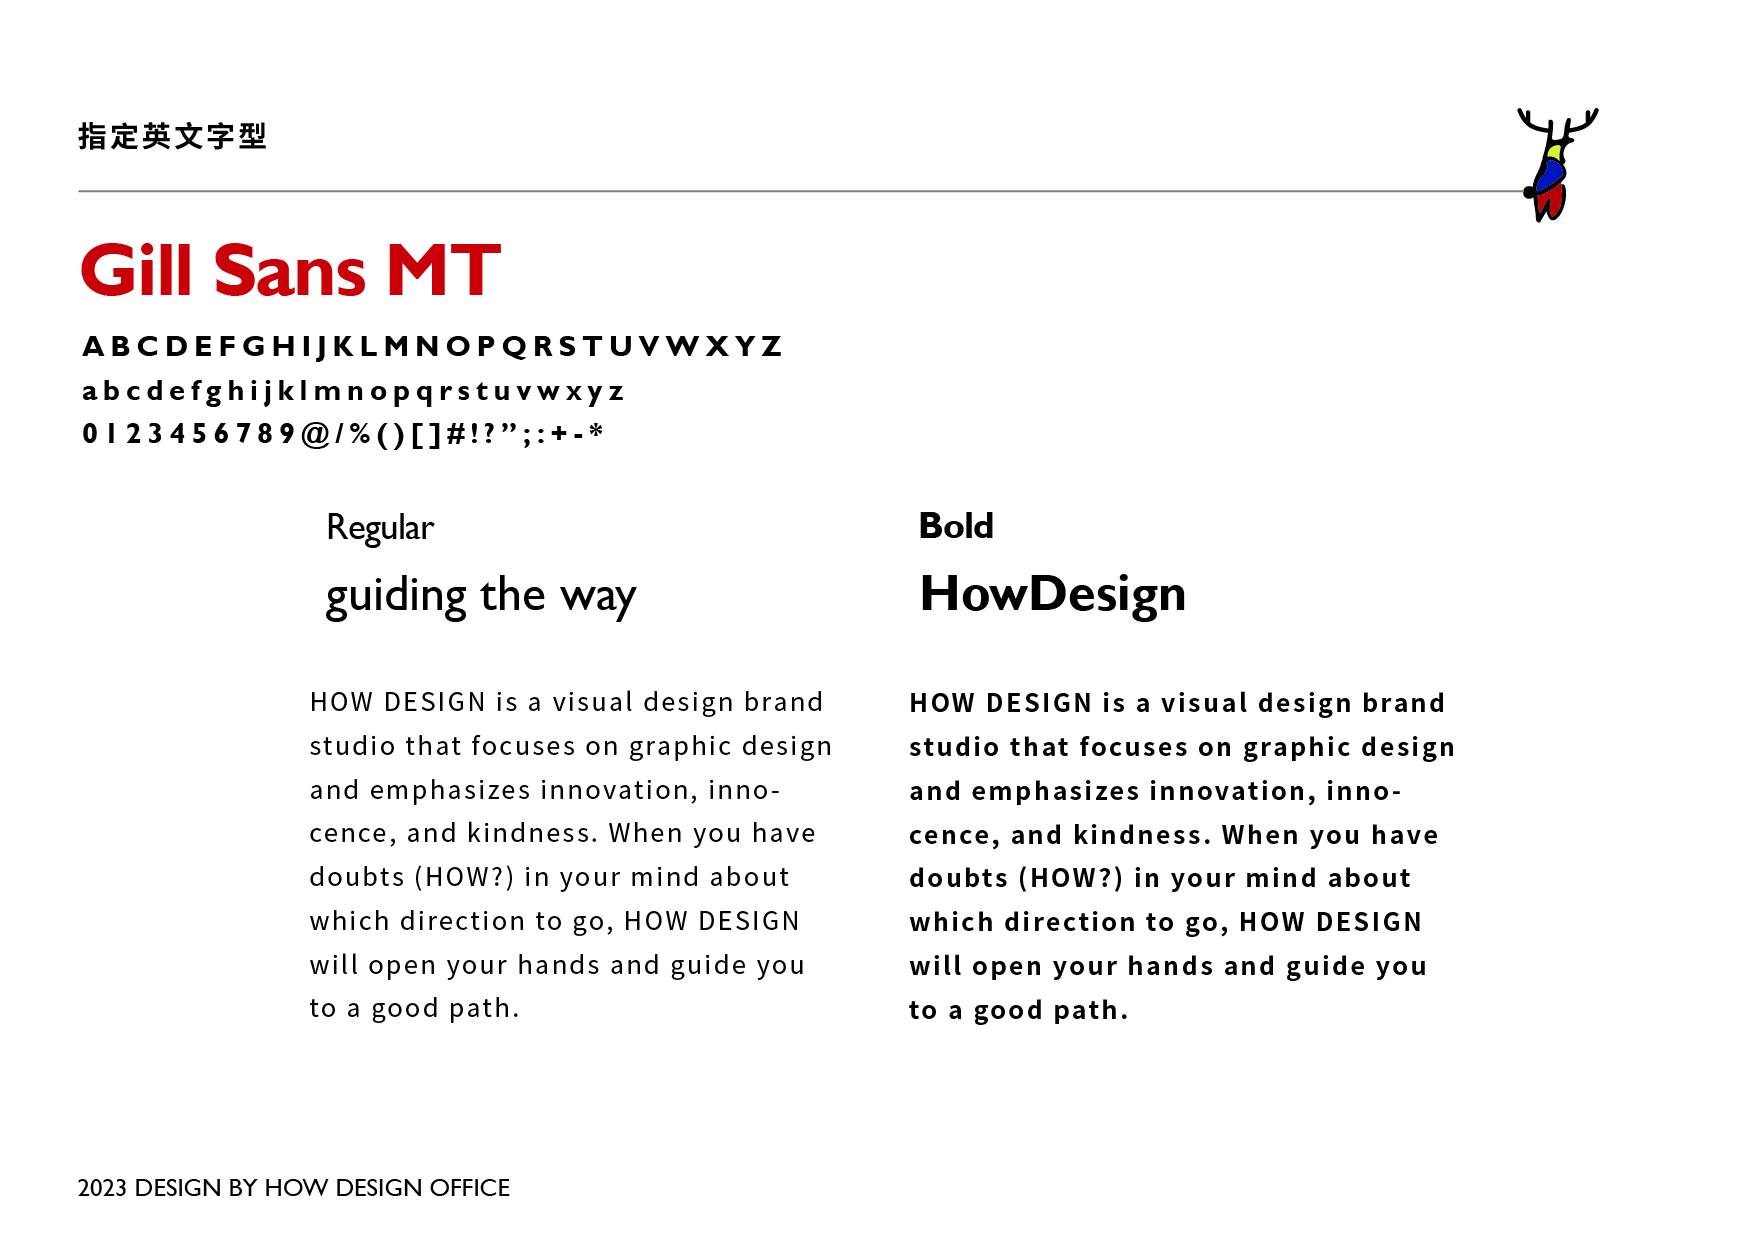 指定英文字型
Gill Sans MT
A B C D E F G H I J K L M N O P Q R S T U V W X Y Z
a b c d e f g h i j k l m n o p q r s t u v w x y z
0 1 2 3 4 5 6 7 8 9 @ / % ( ) [ ] # ! ? ” ; : + - *
Regular
guiding the way
HOW DESIGN is a visual design brand
studio that focuses on graphic design
and emphasizes innovation, inno-
cence, and kindness. When you have
doubts (HOW?) in your mind about
which direction to go, HOW DESIGN
will open your hands and guide you
to a good path.
Bold
HowDesign
HOW DESIGN is a visual design brand
studio that focuses on graphic design
and emphasizes innovation, inno-
cence, and kindness. When you have
doubts (HOW?) in your mind about
which direction to go, HOW DESIGN
will open your hands and guide you
to a good path.
2023 DESIGN BY HOW DESIGN OFFICE